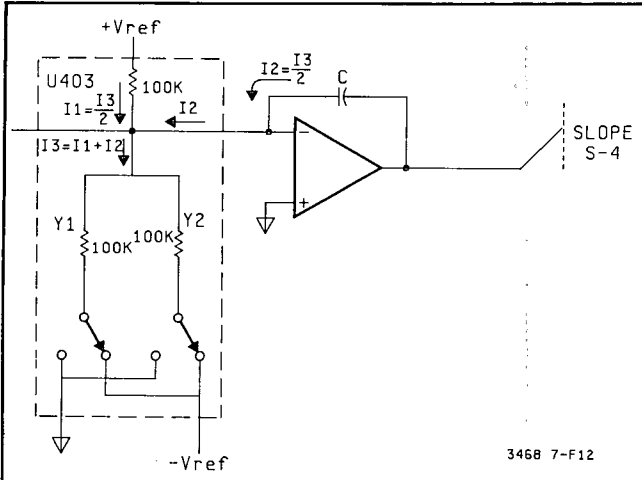 +Vref
U403
100K
I1=I3/2
I2
I2=I3/2
C
I3=I1+I2
−
+
SLOPE
S-4
Y1
100K
100K
Y2
-Vref
3468 7-F12